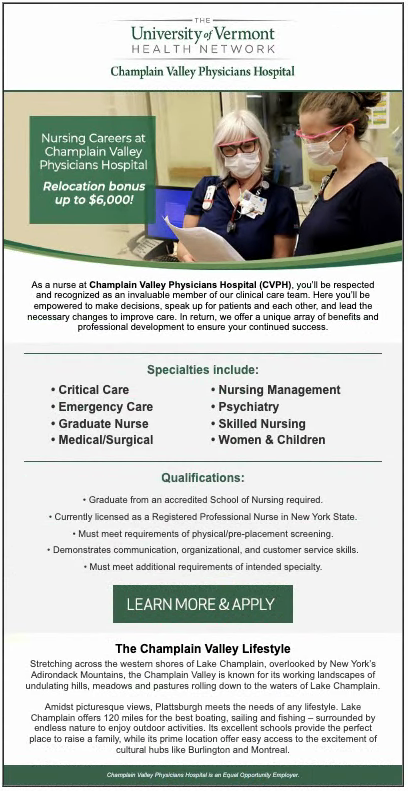 THE
University of Vermont
HEALTH NETWORK
Champlain Valley Physicians Hospital
Nursing Careers at
Champlain Valley
Physicians Hospital
Relocation bonus
up to $6,000!
As a nurse at Champlain Valley Physicians Hospital (CVPH), you'll be respected
and recognized as an invaluable member of our clinical care team. Here you'll be
empowered to make decisions, speak up for patients and each other, and lead the
necessary changes to improve care. In return, we offer a unique array of benefits and
professional development to ensure your continued success.
Specialties include:
• Critical Care
• Emergency Care
• Graduate Nurse
• Medical/Surgical
• Nursing Management
• Psychiatry
• Skilled Nursing
• Women & Children
Qualifications:
• Graduate from an accredited School of Nursing required.
• Currently licensed as a Registered Professional Nurse in New York State.
• Must meet requirements of physical/pre-placement screening.
• Demonstrates communication, organizational, and customer service skills.
• Must meet additional requirements of intended specialty.
LEARN MORE & APPLY
The Champlain Valley Lifestyle
Stretching across the western shores of Lake Champlain, overlooked by New York's
Adirondack Mountains, the Champlain Valley is known for its working landscapes of
undulating hills, meadows and pastures rolling down to the waters of Lake Champlain.
Amidst picturesque views, Plattsburgh meets the needs of any lifestyle. Lake
Champlain offers 120 miles for the best boating, sailing and fishing – surrounded by
endless nature to enjoy outdoor activities. Its excellent schools provide the perfect
place to raise a family, while its prime location offer easy access to the excitement of
cultural hubs like Burlington and Montreal.
Champlain Valley Physicians Hospital is an Equal Opportunity Employer.